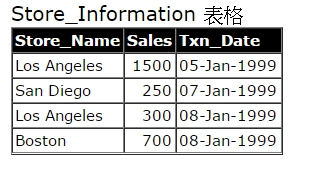 Store_Information 表格
Store_Name Sales Txn_Date
Los Angeles 1500 05-Jan-1999
San Diego 250 07-Jan-1999
Los Angeles 300 08-Jan-1999
Boston 700 08-Jan-1999